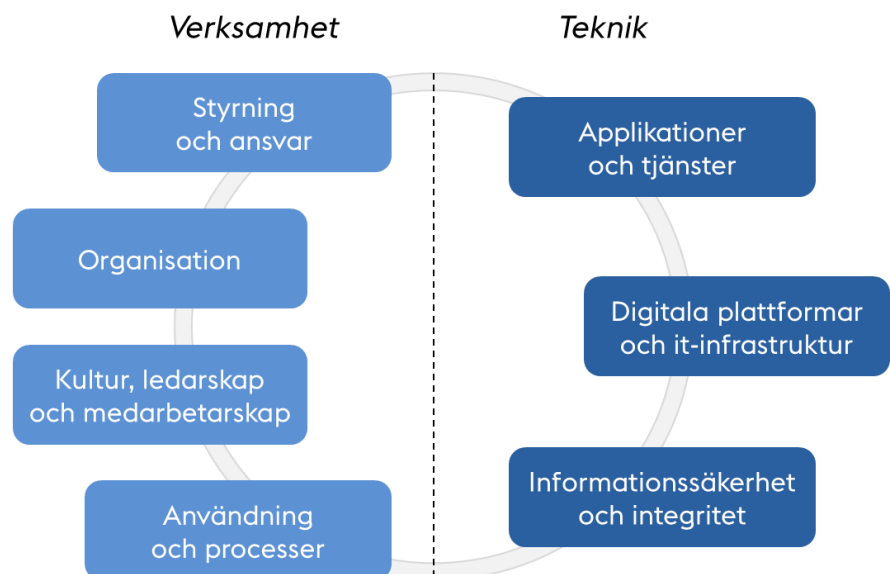 Verksamhet
Styrning
och ansvar
Organisation
Kultur, ledarskap
och medarbetarskap
Användning
och processer
Teknik
Applikationer
och tjänster
Digitala plattformar
och it-infrastruktur
Informationssäkerhet
och integritet